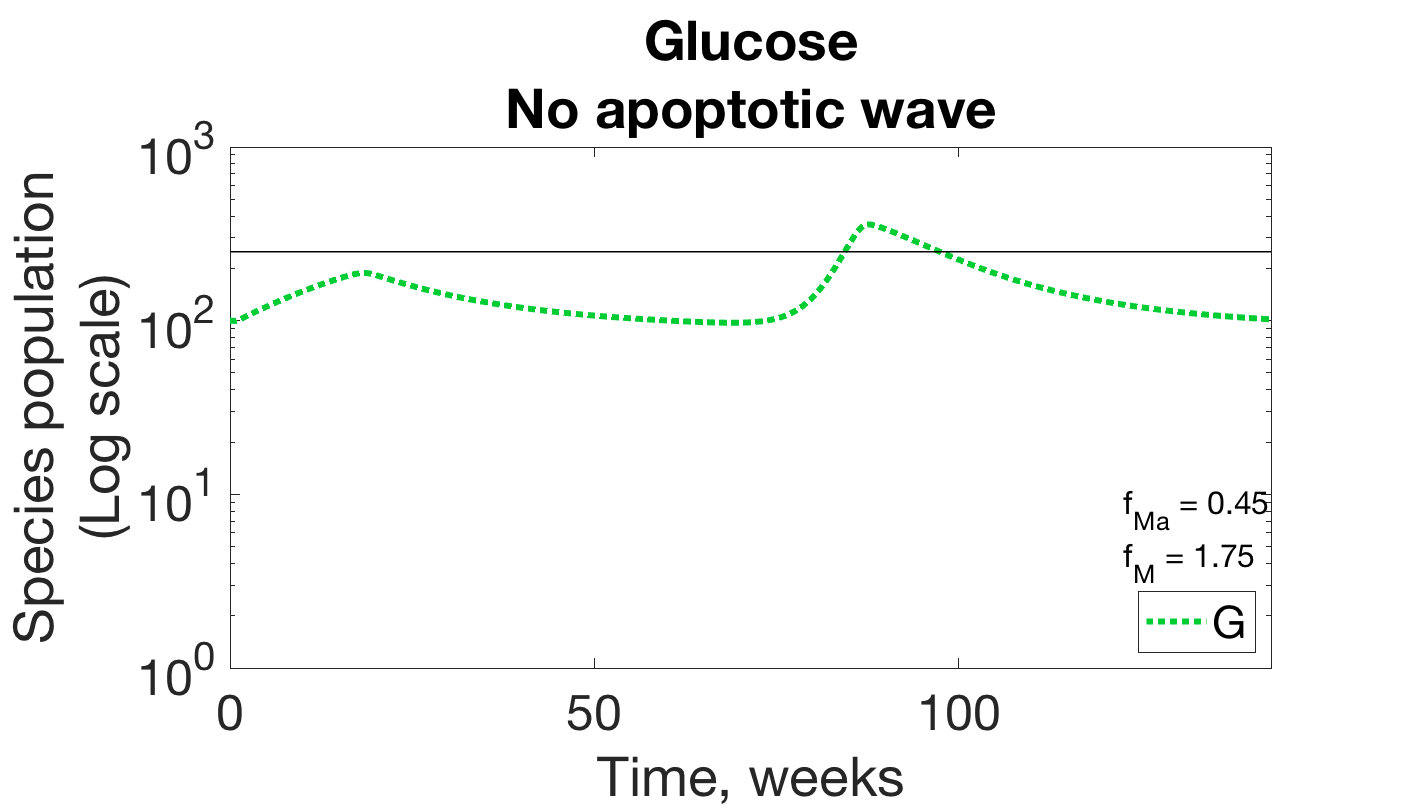 Glucose
No apoptotic wave
Species population
(Log scale)
10^3
10^2
10^1
10^0
f_Ma = 0.45
f_M = 1.75
G
0 50 100
Time, weeks